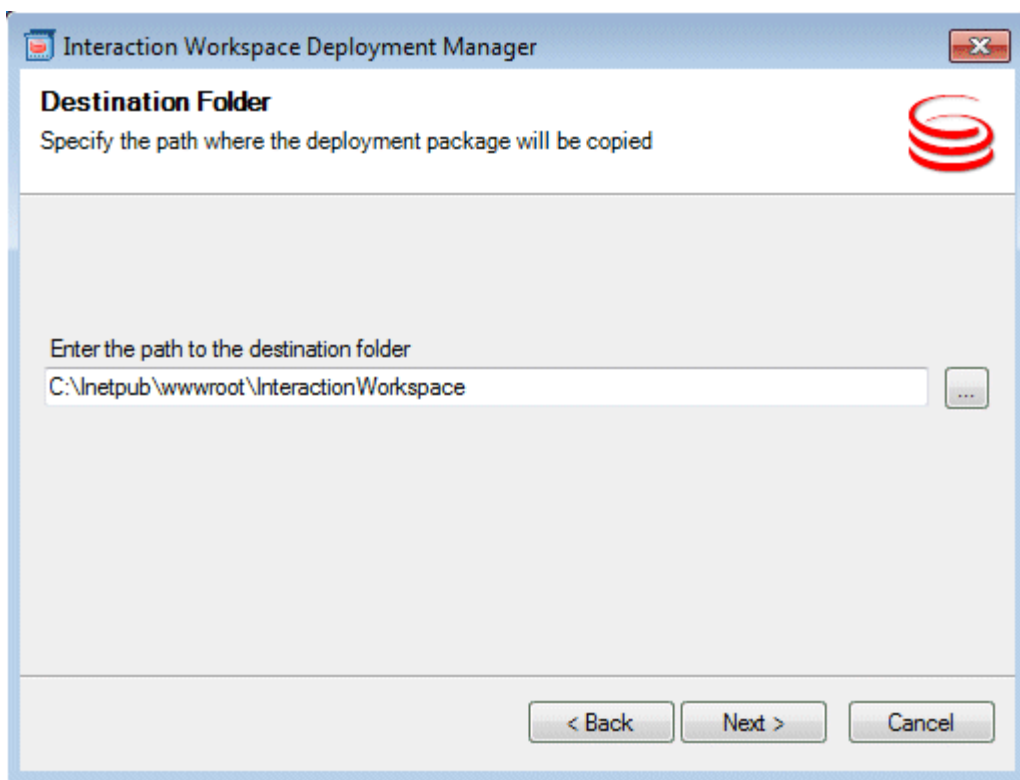 Interaction Workspace Deployment Manager
Destination Folder
Specify the path where the deployment package will be copied
Enter the path to the destination folder
C:\Inetpub\wwwroot\InteractionWorkspace
...
< Back
Next >
Cancel